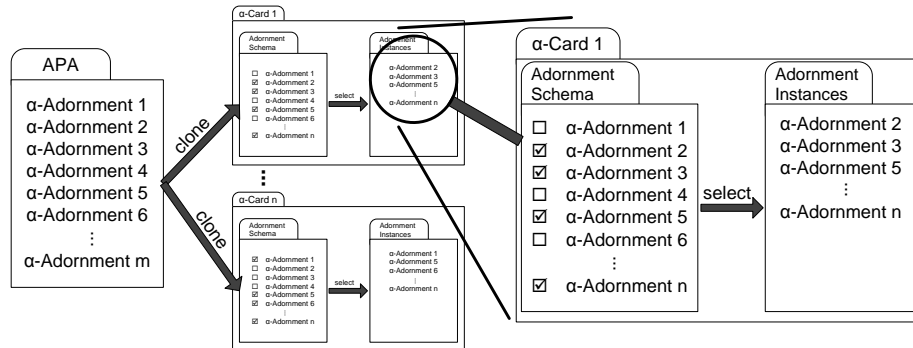 APA
α-Adornment 1
α-Adornment 2
α-Adornment 3
α-Adornment 4
α-Adornment 5
α-Adornment 6
⋮
α-Adornment m
clone
clone
α-Card 1
Adornment
Schema
☐ α-Adornment 1
☑ α-Adornment 2
☑ α-Adornment 3
☐ α-Adornment 4
☑ α-Adornment 5
☐ α-Adornment 6
⋮
☑ α-Adornment n
select
Adornment
Instances
α-Adornment 2
α-Adornment 3
α-Adornment 5
⋮
α-Adornment n
⋮
α-Card n
Adornment
Schema
☑ α-Adornment 1
☐ α-Adornment 2
☐ α-Adornment 3
☐ α-Adornment 4
☑ α-Adornment 5
☑ α-Adornment 6
⋮
☑ α-Adornment n
select
Adornment
Instances
α-Adornment 1
α-Adornment 5
α-Adornment 6
⋮
α-Adornment n
α-Card 1
Adornment
Schema
☐ α-Adornment 1
☑ α-Adornment 2
☑ α-Adornment 3
☐ α-Adornment 4
☑ α-Adornment 5
☐ α-Adornment 6
⋮
☑ α-Adornment n
select
Adornment
Instances
α-Adornment 2
α-Adornment 3
α-Adornment 5
⋮
α-Adornment n